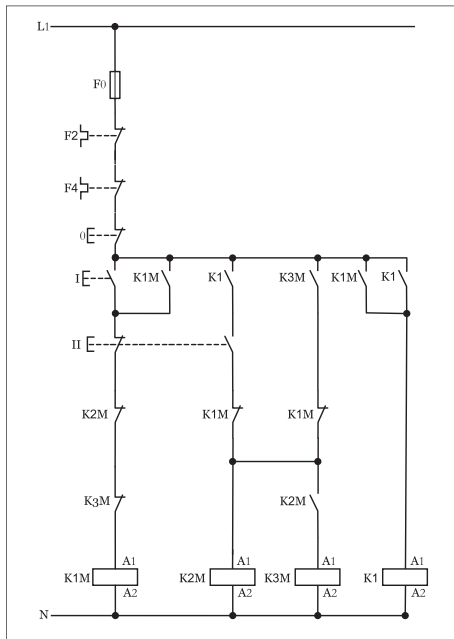 L1
F0
F2
F4
0
I K1M K1 K3M K1M K1
II
K2M K1M K1M
K3M K2M
A1 A1 A1 A1
K1M K2M K3M K1
A2 A2 A2 A2
N